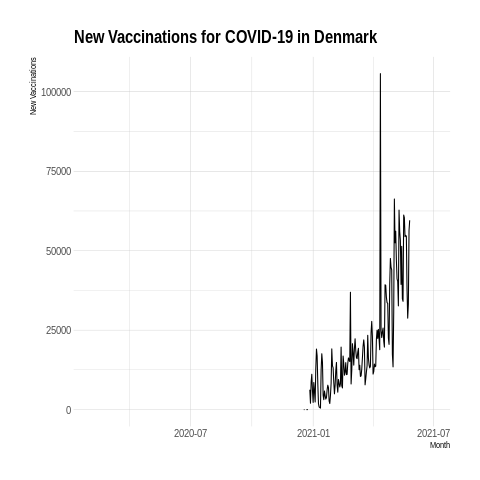 New Vaccinations for COVID-19 in Denmark
New Vaccinations
100000
75000
50000
25000
0
2020-07
2021-01
2021-07
Month